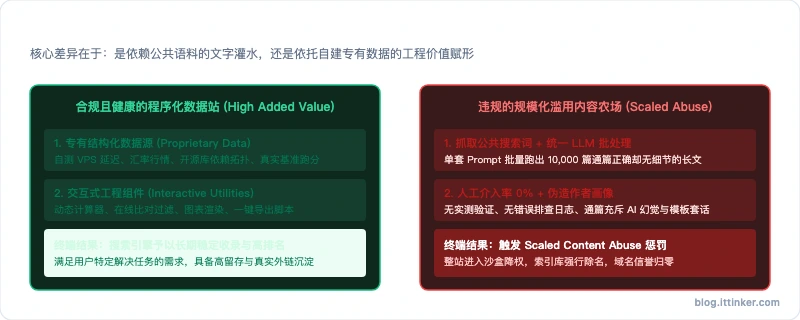 核心差异在于：是依赖公共语料的文字灌水，还是依托自建专有数据的工程价值赋形
合规且健康的程序化数据站 (High Added Value)
1. 专有结构化数据源 (Proprietary Data)
自测 VPS 延迟、汇率行情、开源库依赖拓扑、真实基准跑分
2. 交互式工程组件 (Interactive Utilities)
动态计算器、在线比对过滤、图表渲染、一键导出脚本
终端结果：搜索引擎予以长期稳定收录与高排名
满足用户特定解决任务的需求，具备高留存与真实外链沉淀
违规的规模化滥用内容农场 (Scaled Abuse)
1. 抓取公共搜索词 + 统一 LLM 批处理
单套 Prompt 批量跑出 10,000 篇通篇正确却无细节的长文
2. 人工介入率 0% + 伪造作者画像
无实测验证、无错误排查日志、通篇充斥 AI 幻觉与模板套话
终端结果：触发 Scaled Content Abuse 惩罚
整站进入沙盒降权，索引库强行除名，域名信誉归零
blog.ittinker.com